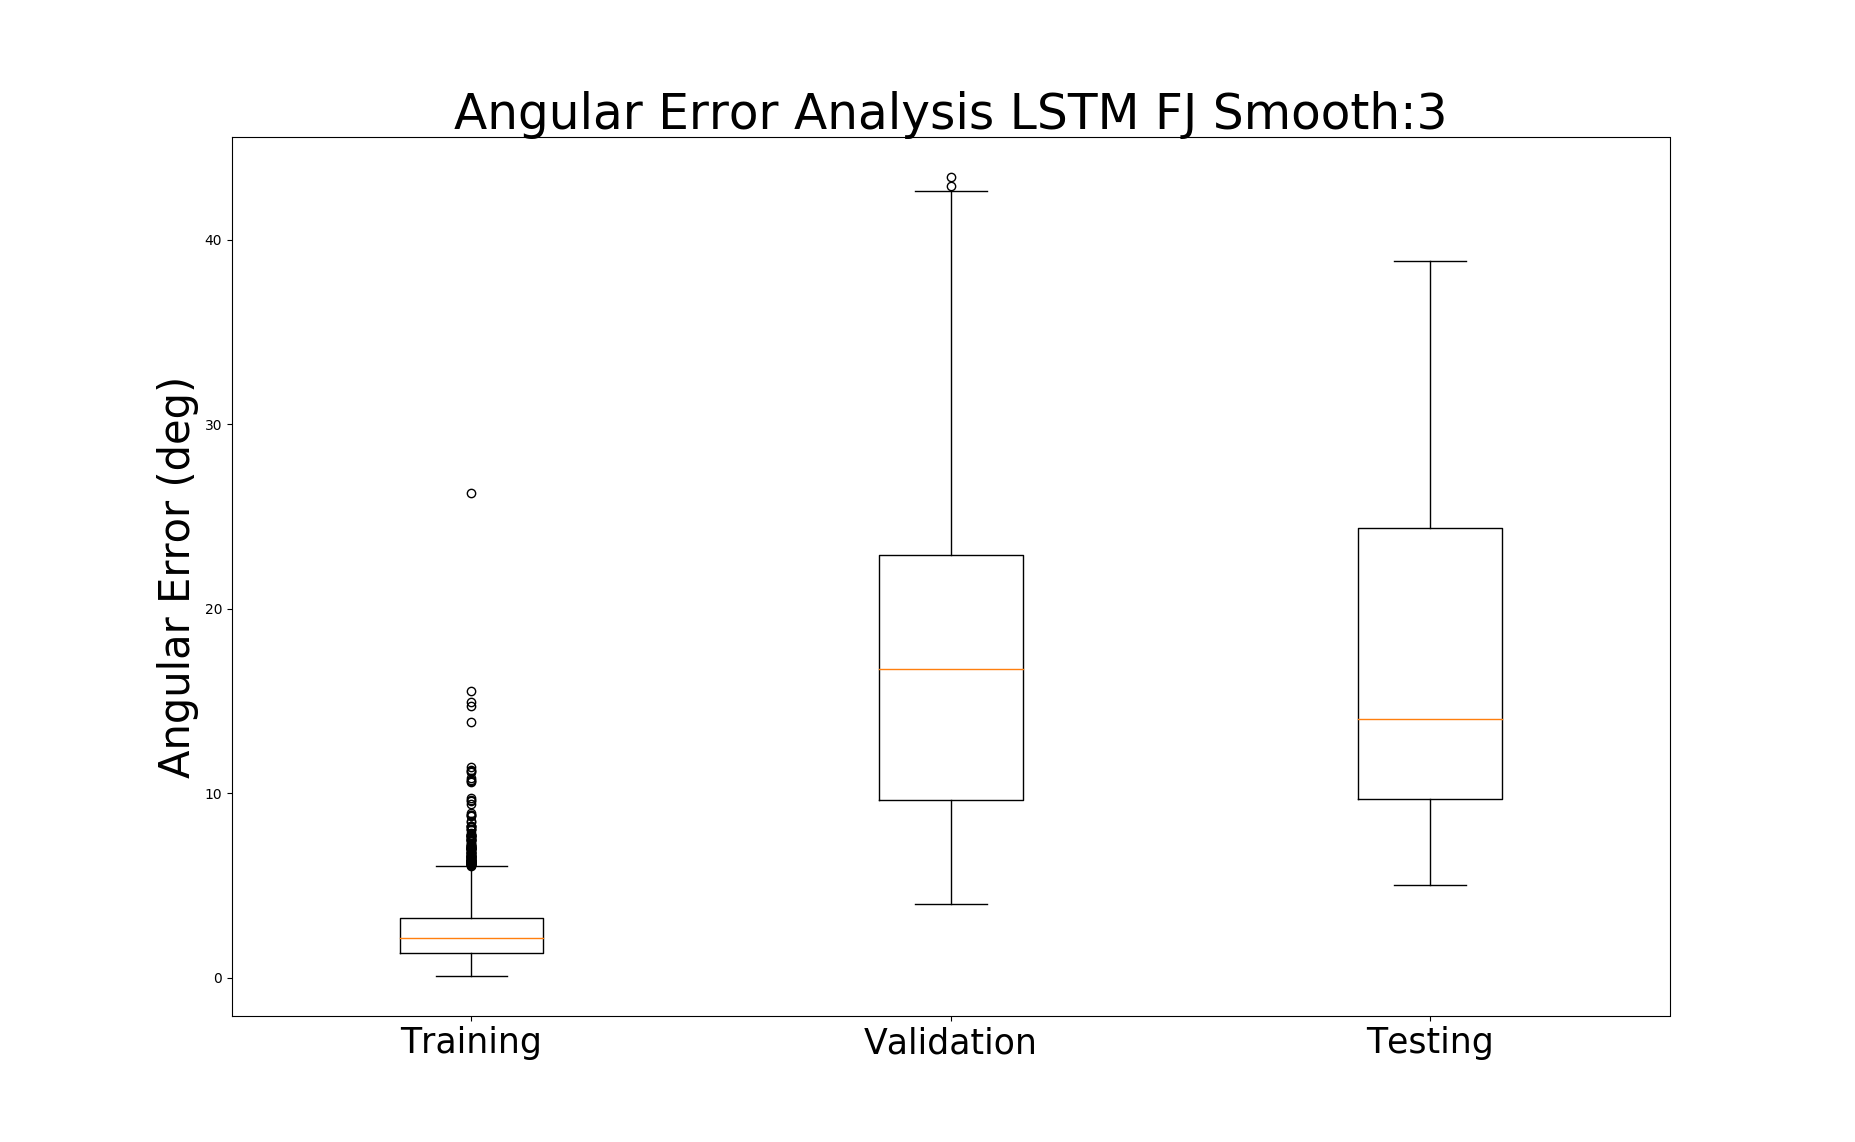 Angular Error Analysis LSTM FJ Smooth:3
Angular Error (deg)
40
30
20
10
0
Training
Validation
Testing